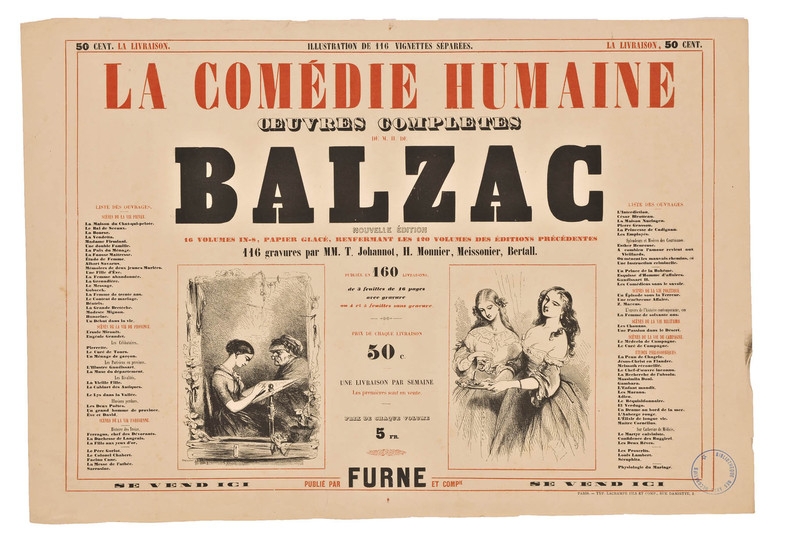 50 CENT. LA LIVRAISON.
ILLUSTRATION DE 116 VIGNETTES SÉPARÉES.
LA LIVRAISON, 50 CENT.
LA COMÉDIE HUMAINE
ŒUVRES COMPLÈTES
DE M. H. DE
BALZAC
NOUVELLE ÉDITION
16 VOLUMES IN-8, PAPIER GLACÉ, RENFERMANT LES 120 VOLUMES DES ÉDITIONS PRÉCÉDENTES
116 gravures par MM. T. Johannot, H. Monnier, Meissonier, Bertall.
LISTE DES OUVRAGES.
SCÈNES DE LA VIE PRIVÉE.
La Maison du Chat-qui-pelote.
Le Bal de Sceaux.
La Bourse.
La Vendetta.
Madame Firmiani.
Une double Famille.
La Paix du Ménage.
La Fausse Maîtresse.
Étude de Femme.
Albert Savarus.
Mémoires de deux jeunes Mariées.
Une Fille d'Ève.
La Femme abandonnée.
La Grenadière.
Le Message.
Gobseck.
La Femme de trente ans.
Le Contrat de mariage.
Béatrix.
La Grande Bretèche.
Modeste Mignon.
Honorine.
Un Début dans la vie.
SCÈNES DE LA VIE DE PROVINCE.
Ursule Mirouët.
Eugénie Grandet.
Les Célibataires.
Pierrette.
Le Curé de Tours.
Un Ménage de garçon.
Les Parisiens en province.
L'Illustre Gaudissart.
La Muse du département.
Les Rivalités.
La Vieille Fille.
Le Cabinet des Antiques.
Le Lys dans la Vallée.
Illusions perdues.
Les Deux Poètes.
Un grand homme de province.
Ève et David.
SCÈNES DE LA VIE PARISIENNE.
Histoire des Treize.
Ferragus, chef des Dévorants.
La Duchesse de Langeais.
La Fille aux yeux d'or.
Le Père Goriot.
Le Colonel Chabert.
Facino Cane.
La Messe de l'athée.
Sarrasine.
PUBLIÉE EN 160 LIVRAISONS,
de 3 feuilles de 16 pages
avec gravure
ou 4 et 5 feuilles sans gravure.
PRIX DE CHAQUE LIVRAISON
50 c
UNE LIVRAISON PAR SEMAINE
Les premières sont en vente.
PRIX DE CHAQUE VOLUME
5 FR.
LISTE DES OUVRAGES
L'Interdiction.
César Birotteau.
La Maison Nucingen.
Pierre Grassou.
La Princesse de Cadignan.
Les Employés.
Splendeurs et Misères des Courtisanes
Esther Heureuse.
A combien l'amour revient aux
Vieillards.
Où mènent les mauvais chemins, et
Une Instruction criminelle.
Un Prince de la Bohème.
Esquisse d'Homme d'affaires.
Gaudissart II.
Les Comédiens sans le savoir.
SCÈNES DE LA VIE POLITIQUE.
Un Épisode sous la Terreur.
Une ténébreuse Affaire.
Z. Marcas.
L'envers de l'histoire contemporaine,
La Femme de soixante ans.
SCÈNES DE LA VIE MILITAIRE
Les Chouans.
Une Passion dans le Désert.
SCÈNES DE LA VIE DE CAMPAGNE.
Le Médecin de Campagne.
Le Curé de Campagne.
ÉTUDES PHILOSOPHIQUES.
La Peau de Chagrin.
Jésus-Christ en Flandre.
Melmoth réconcilié.
Le Chef-d'œuvre inconnu.
La Recherche de l'absolu.
Massimilla Doni.
Gambara.
L'Enfant maudit.
Les Marana.
Adieu.
Le Réquisitionnaire.
El Verdugo.
Un Drame au bord de la mer.
L'Auberge rouge.
L'Élixir de longue vie.
Maître Cornélius.
Sur Catherine de Médicis.
Le Martyr calviniste.
Confidence des Ruggieri.
Les Deux Rêves.
Les Proscrits.
Louis Lambert.
Séraphita.
Physiologie du Mariage.
SE VEND ICI
PUBLIÉ PAR FURNE ET COMPE
SE VEND ICI